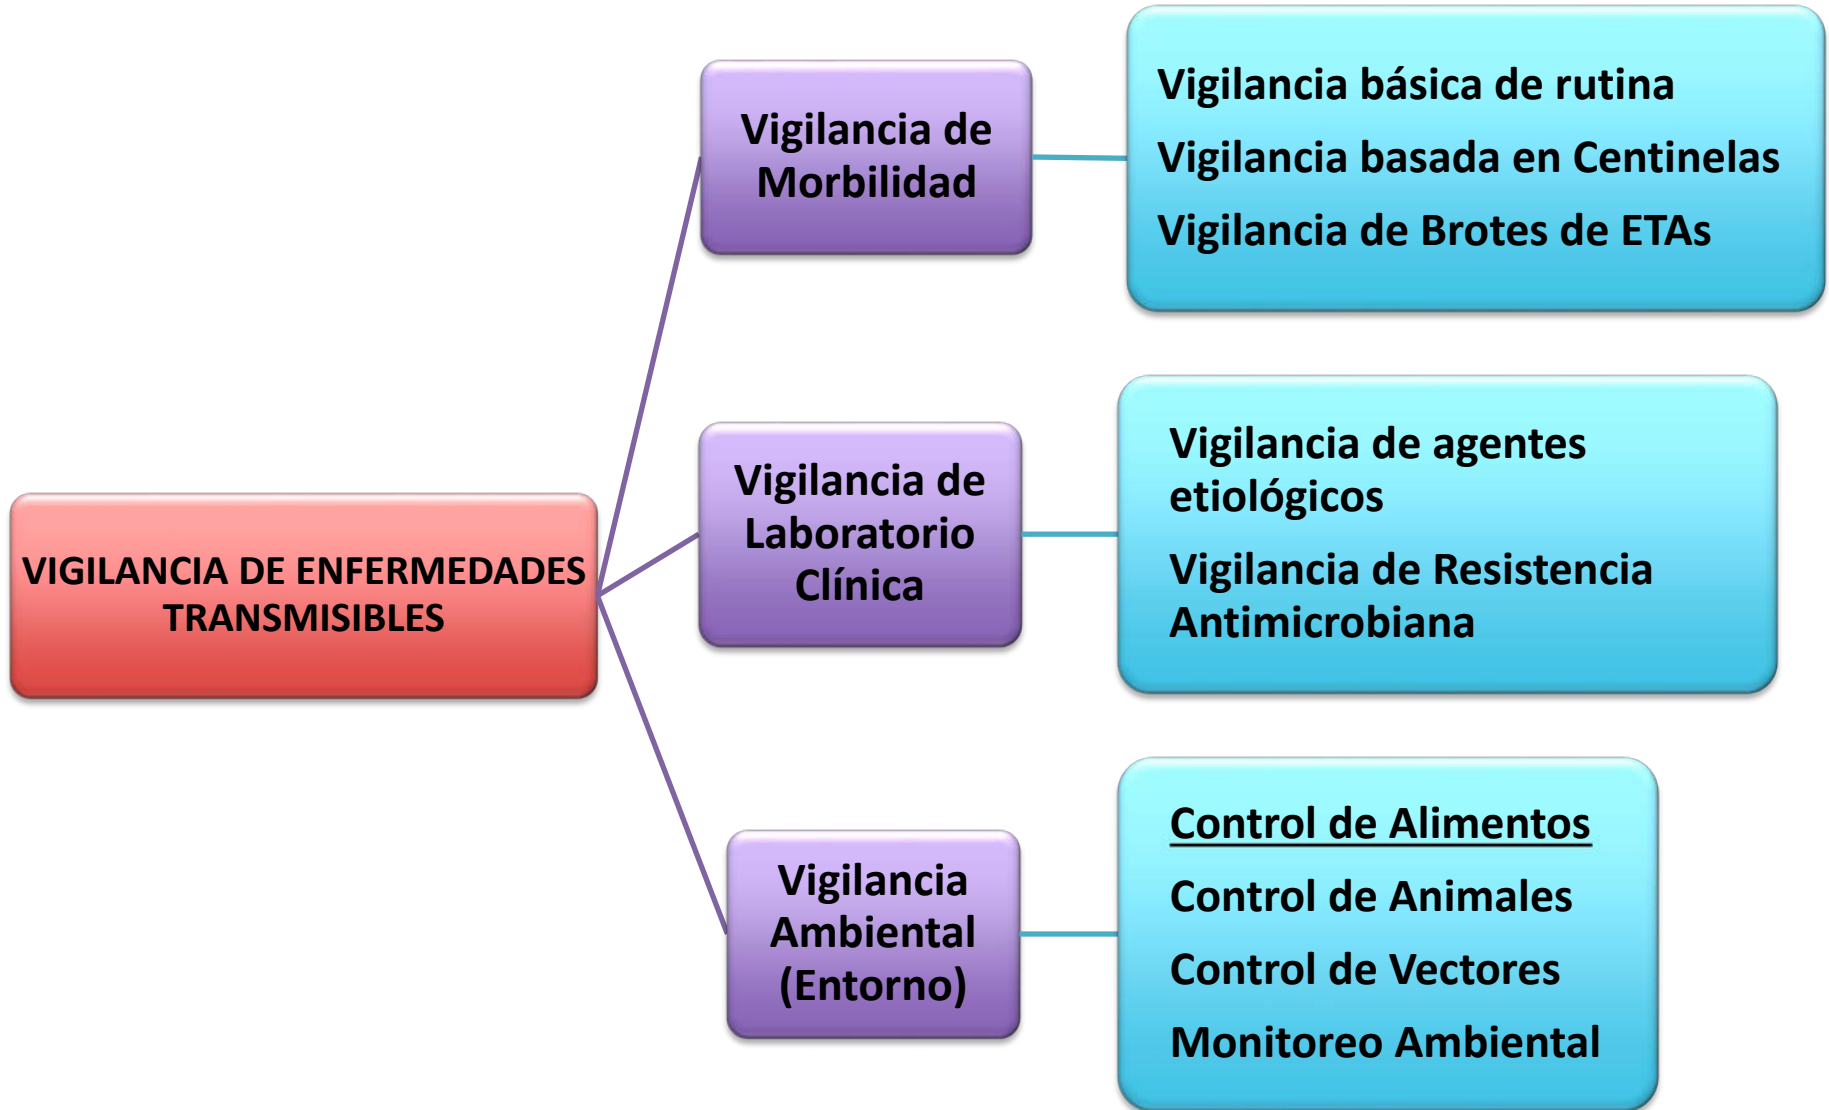 VIGILANCIA DE ENFERMEDADES
TRANSMISIBLES
Vigilancia de
Morbilidad
Vigilancia básica de rutina
Vigilancia basada en Centinelas
Vigilancia de Brotes de ETAs
Vigilancia de
Laboratorio
Clínica
Vigilancia de agentes
etiológicos
Vigilancia de Resistencia
Antimicrobiana
Vigilancia
Ambiental
(Entorno)
Control de Alimentos
Control de Animales
Control de Vectores
Monitoreo Ambiental